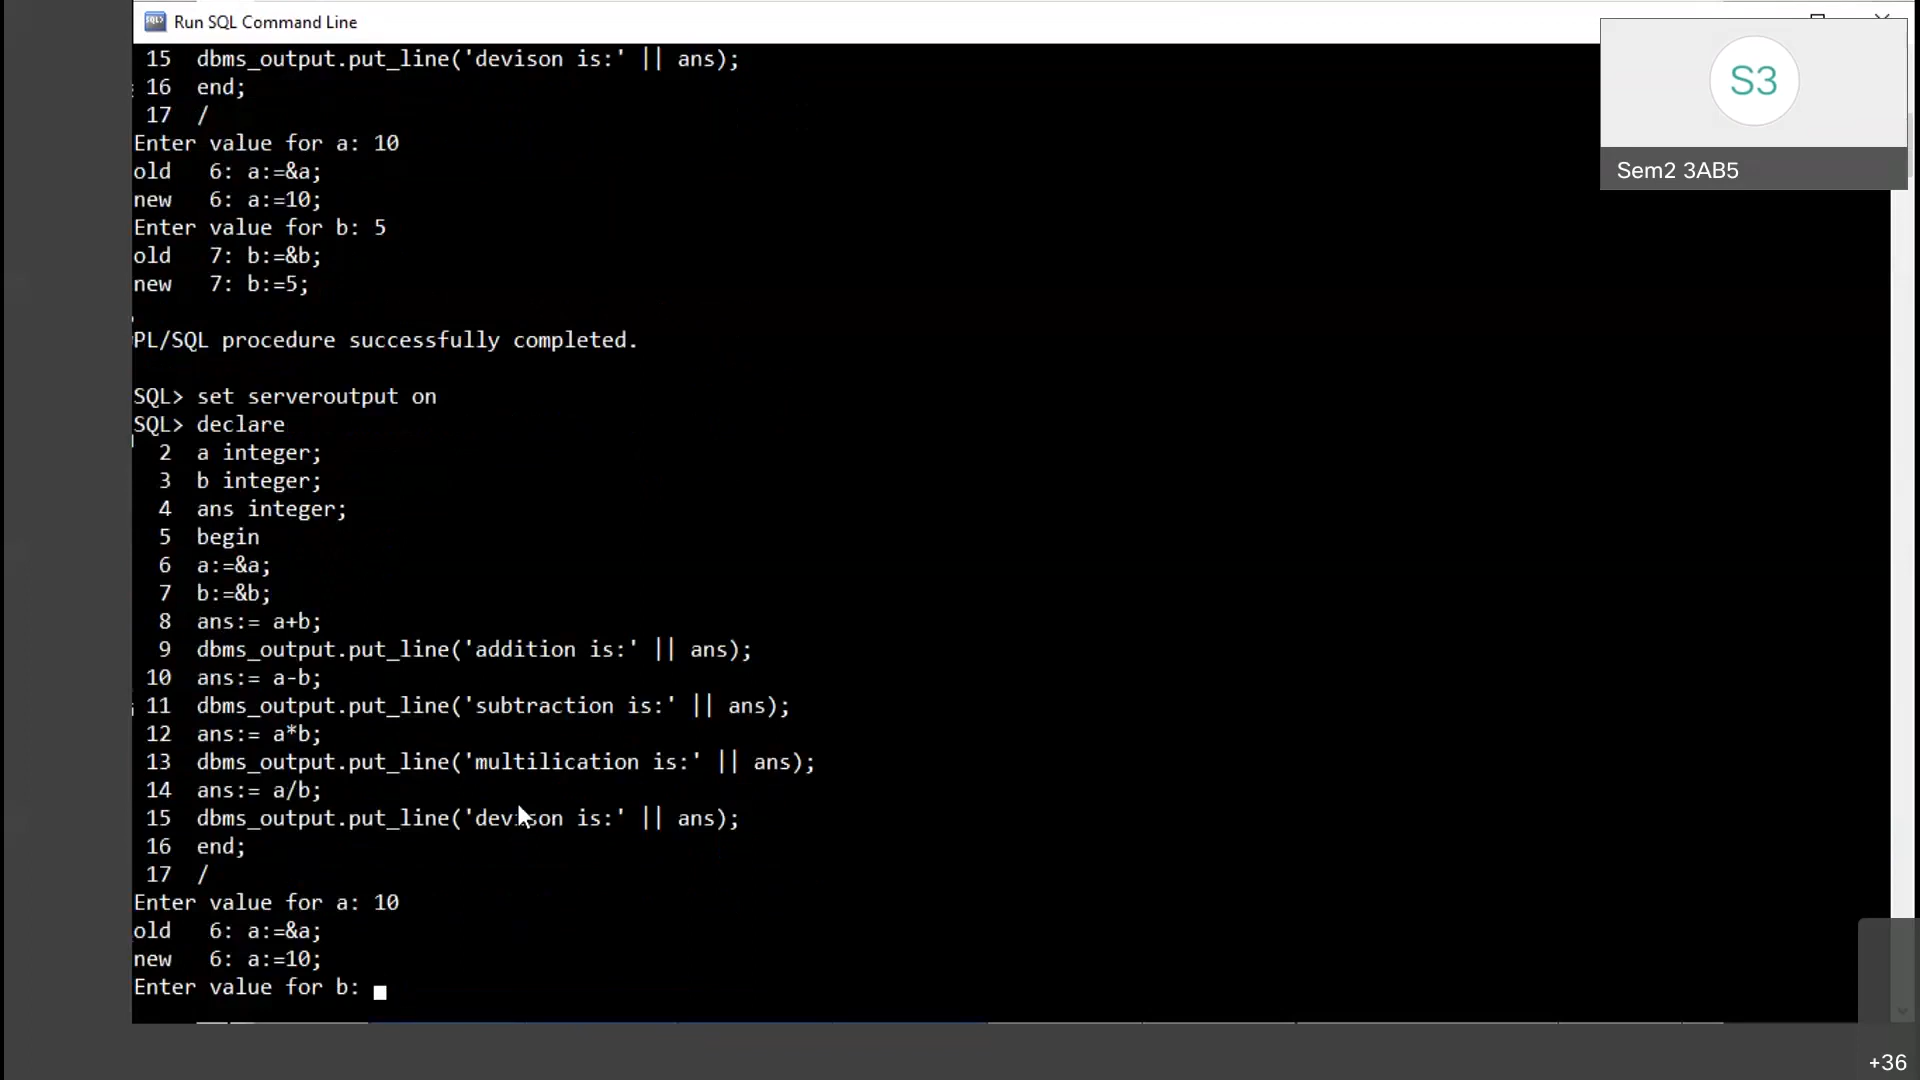 Run SQL Command Line
15 dbms_output.put_line('devison is:' || ans);
16 end;
17 /
Enter value for a: 10
old 6: a:=&a;
new 6: a:=10;
Enter value for b: 5
old 7: b:=&b;
new 7: b:=5;
PL/SQL procedure successfully completed.
SQL> set serveroutput on
SQL> declare
2 a integer;
3 b integer;
4 ans integer;
5 begin
6 a:=&a;
7 b:=&b;
8 ans:= a+b;
9 dbms_output.put_line('addition is:' || ans);
10 ans:= a-b;
11 dbms_output.put_line('subtraction is:' || ans);
12 ans:= a*b;
13 dbms_output.put_line('multilication is:' || ans);
14 ans:= a/b;
15 dbms_output.put_line('devison is:' || ans);
16 end;
17 /
Enter value for a: 10
old 6: a:=&a;
new 6: a:=10;
Enter value for b:
S3
Sem2 3AB5
+36